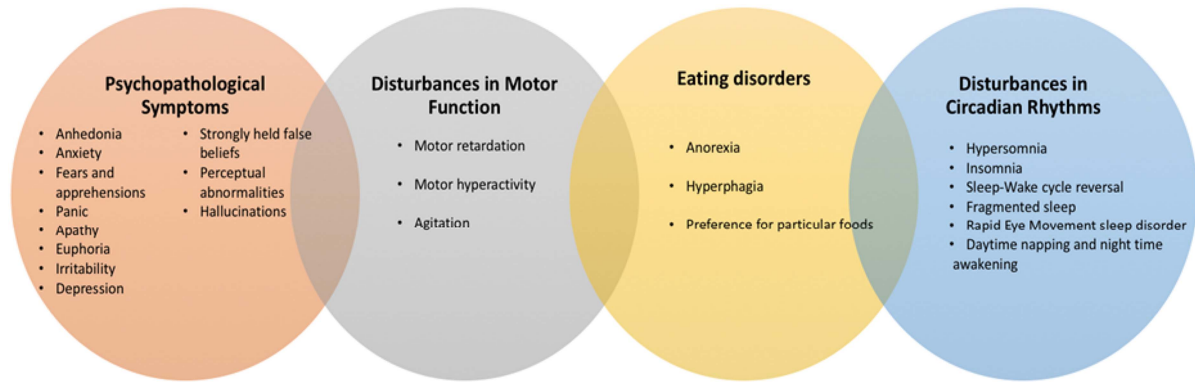 Psychopathological
Symptoms
• Anhedonia
• Anxiety
• Fears and
apprehensions
• Panic
• Apathy
• Euphoria
• Irritability
• Depression
• Strongly held false
beliefs
• Perceptual
abnormalities
• Hallucinations
Disturbances in Motor
Function
• Motor retardation
• Motor hyperactivity
• Agitation
Eating disorders
• Anorexia
• Hyperphagia
• Preference for particular foods
Disturbances in
Circadian Rhythms
• Hypersomnia
• Insomnia
• Sleep-Wake cycle reversal
• Fragmented sleep
• Rapid Eye Movement sleep disorder
• Daytime napping and night time
awakening